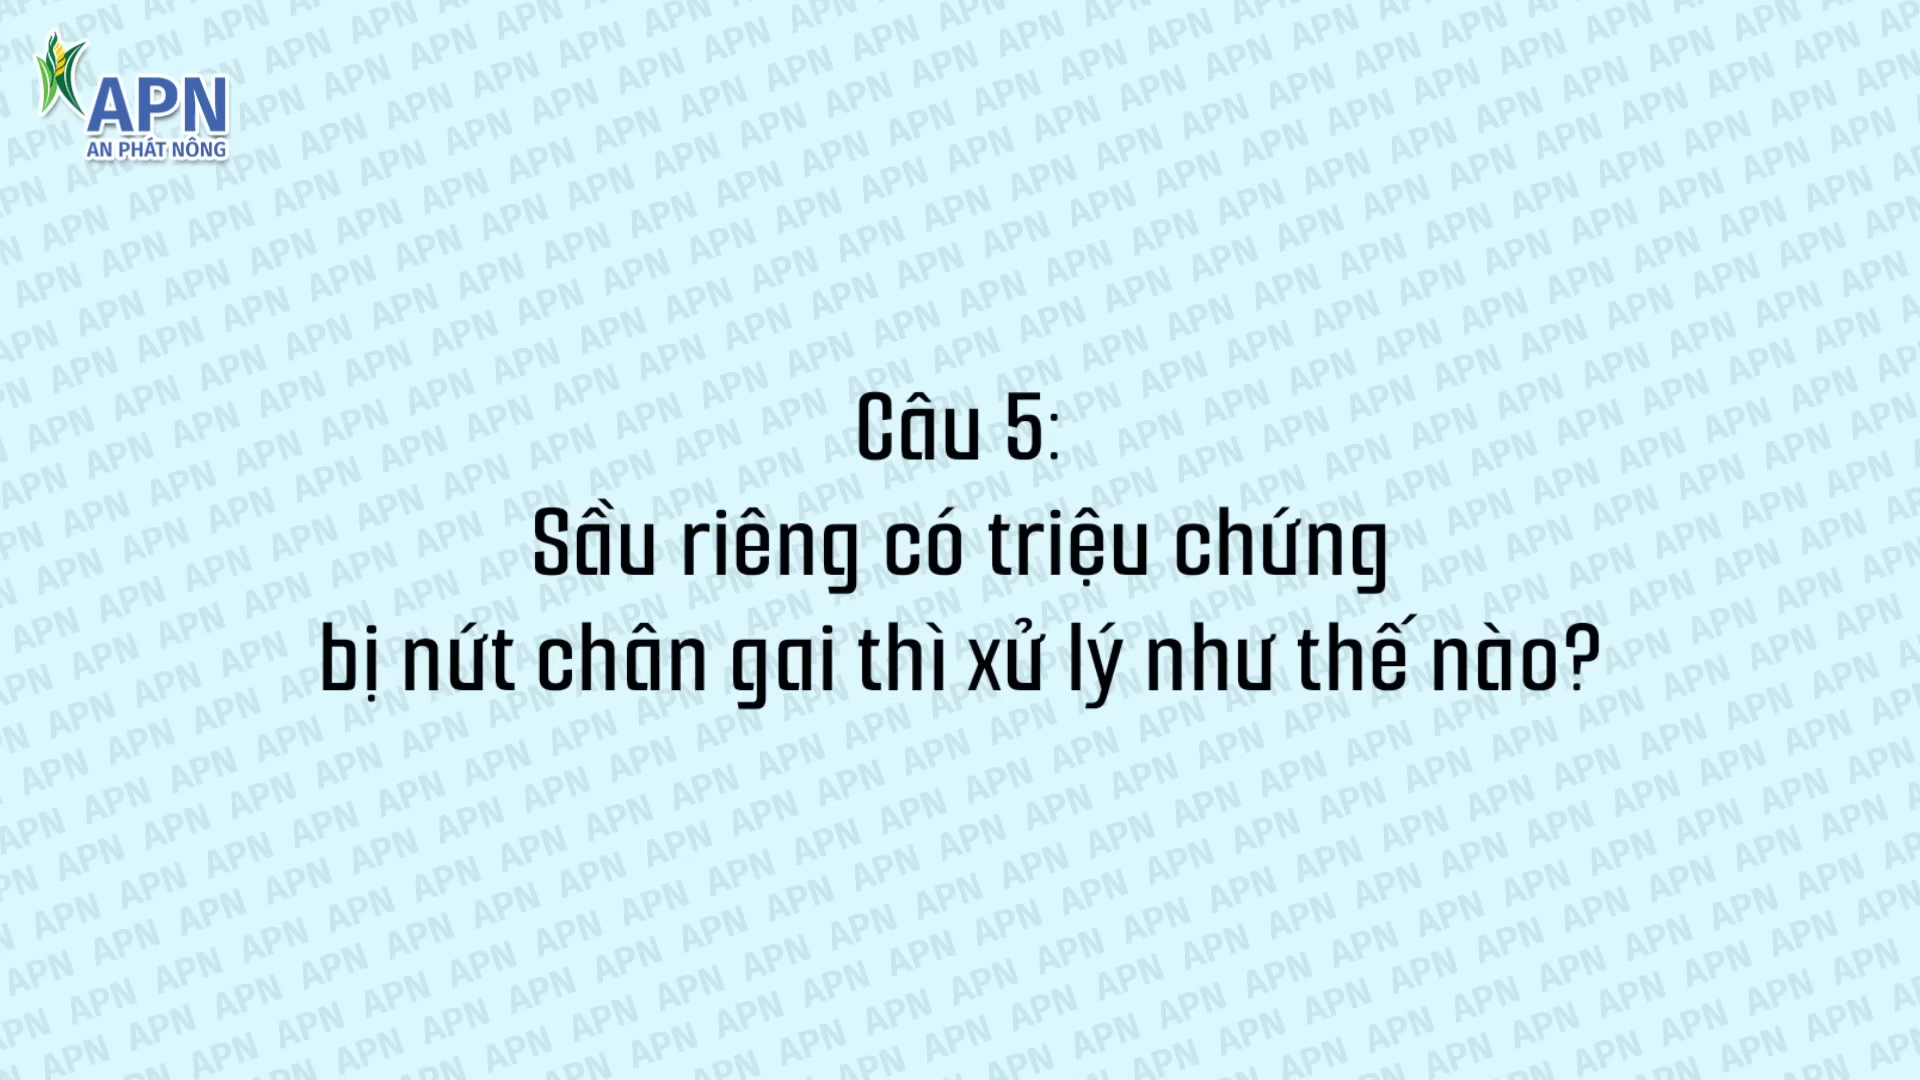 APN
AN PHÁT NÔNG
Câu 5:
Sầu riêng có triệu chứng
bị nứt chân gai thì xử lý như thế nào?